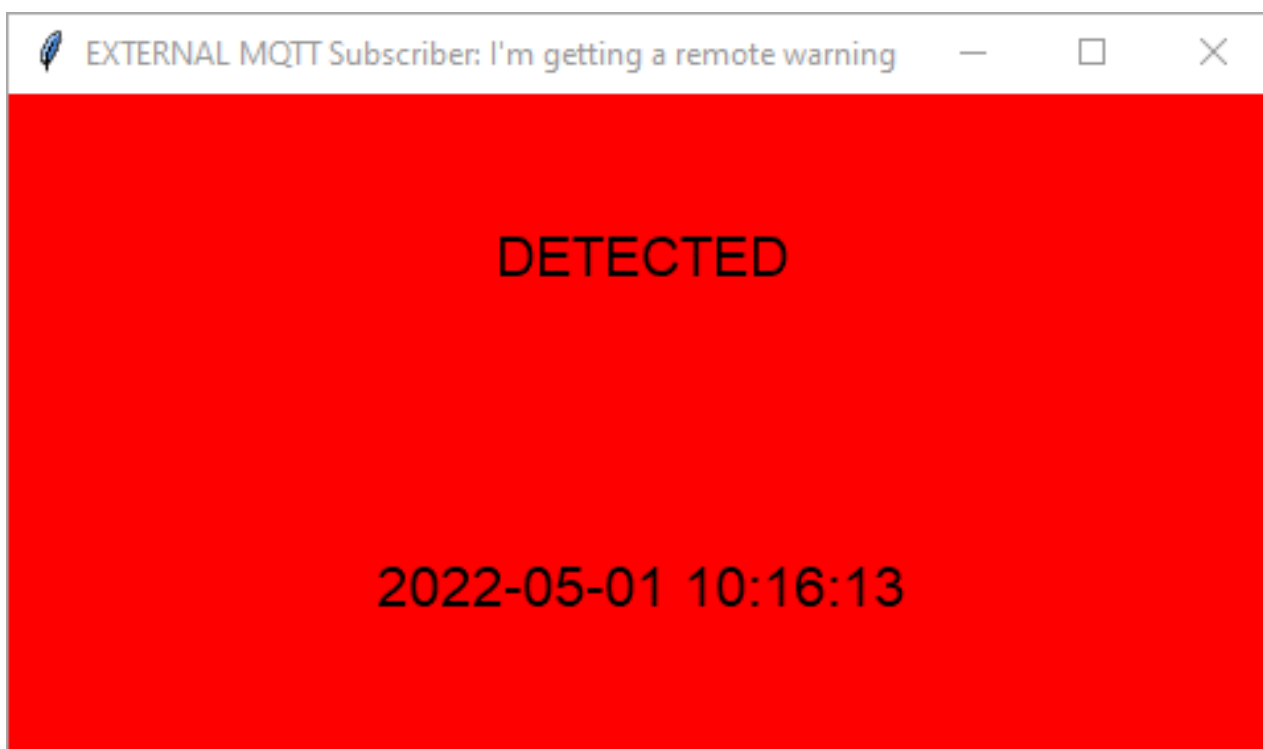 EXTERNAL MQTT Subscriber: I'm getting a remote warning
DETECTED
2022-05-01 10:16:13